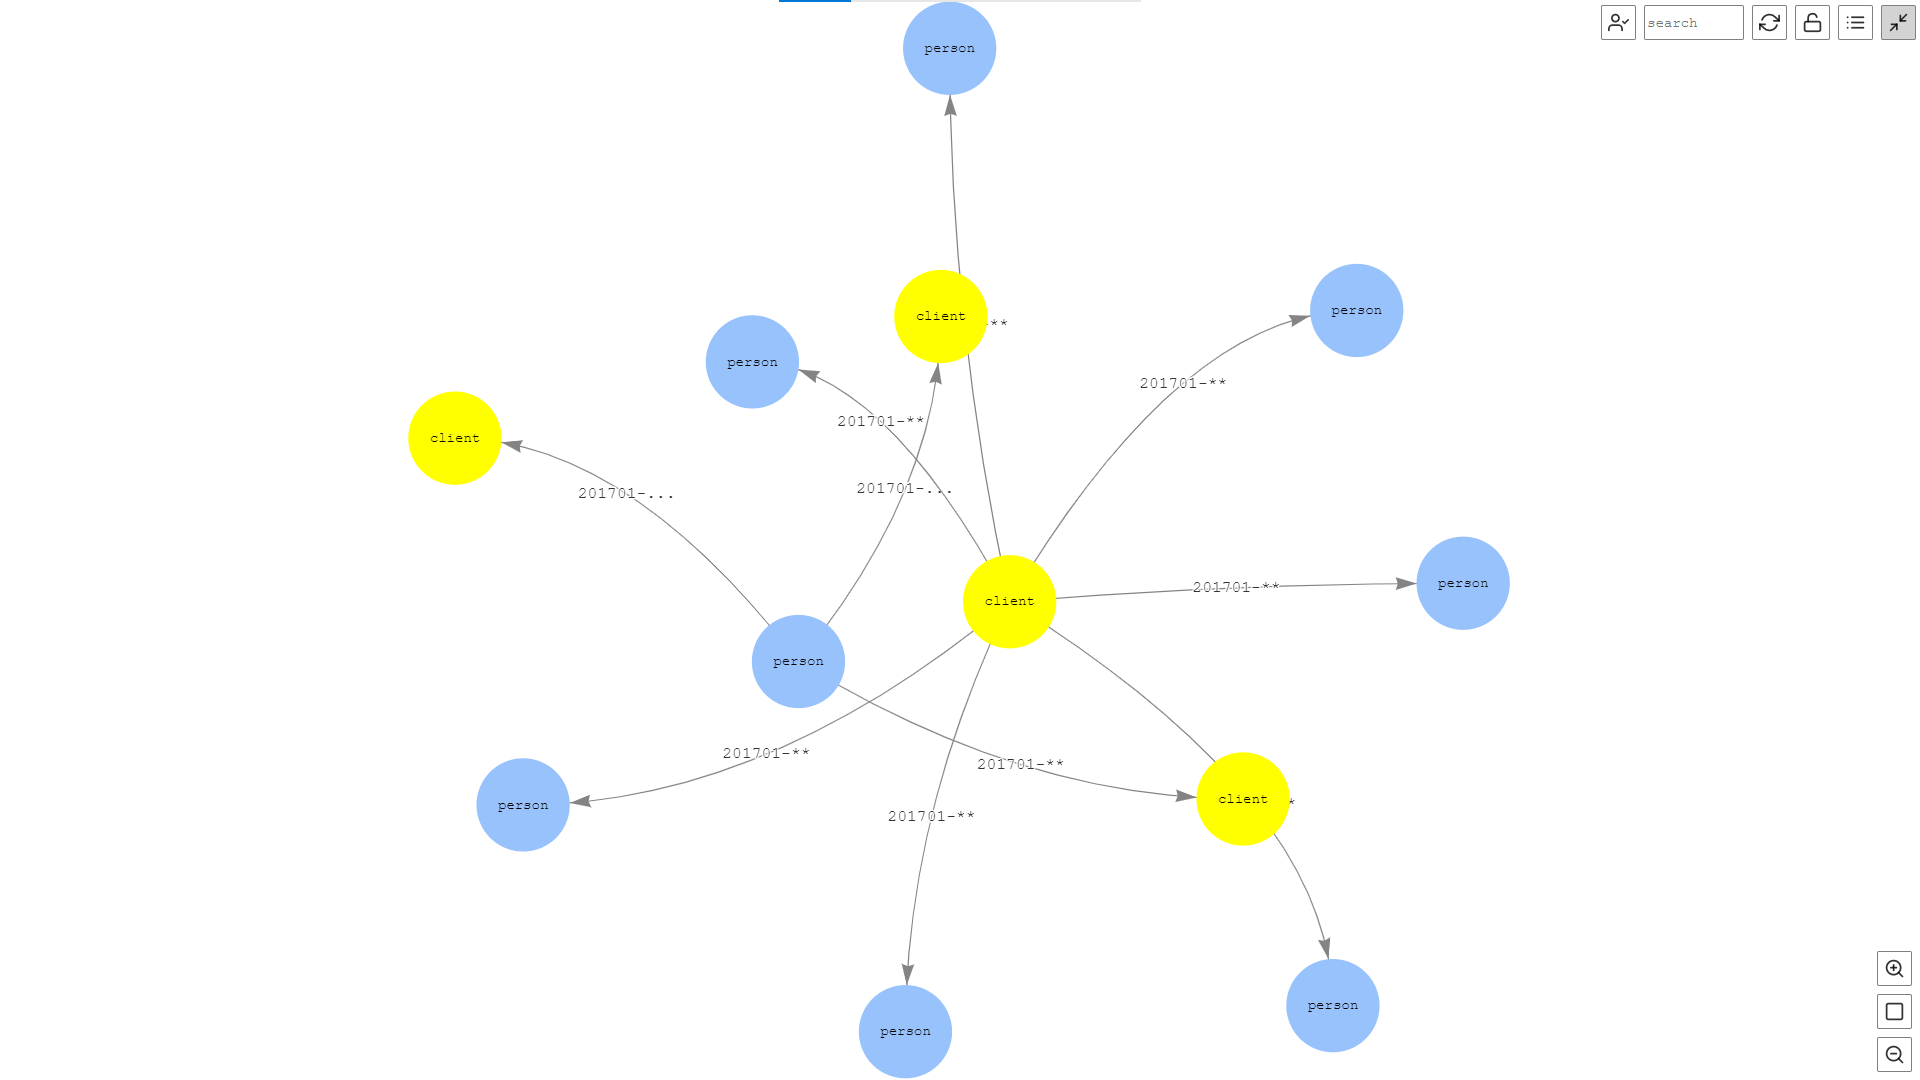 search
person
client
**
person
person
201701-**
201701-**
client
201701-...
201701-...
person
201701-**
client
person
201701-**
201701-**
client
*
person
201701-**
person
person